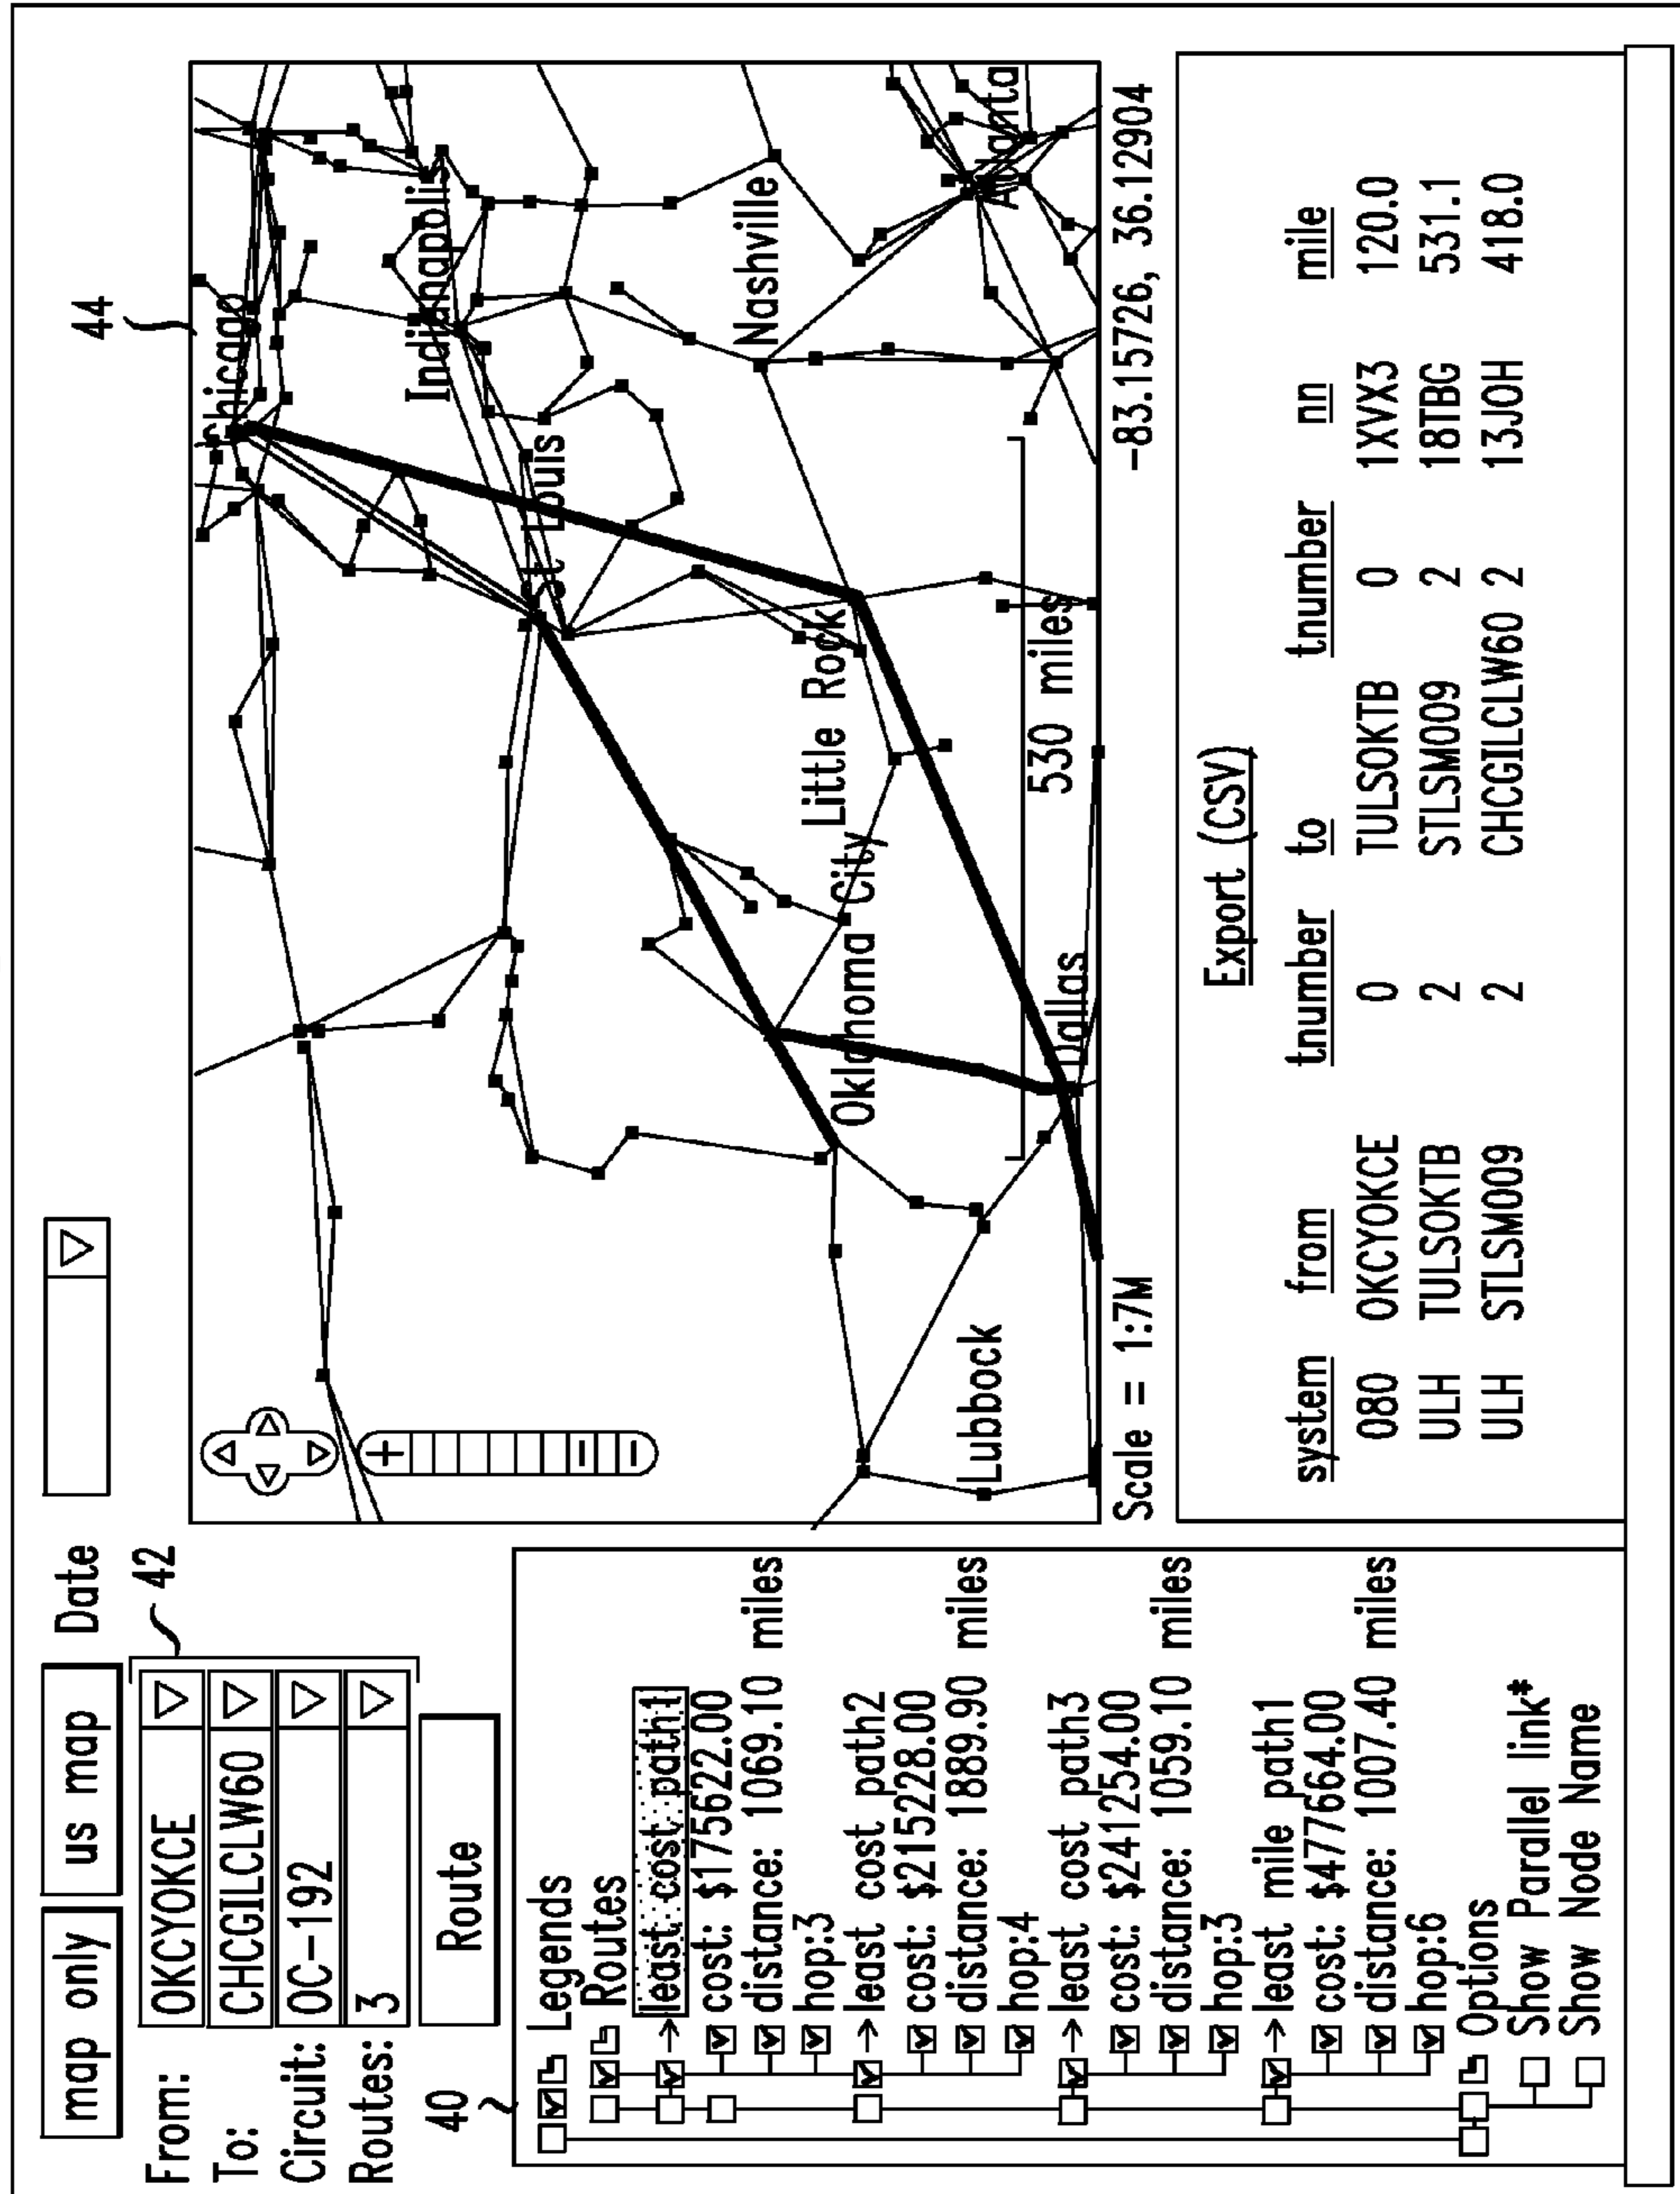 map only
us map
Date
From: OKCYOKCE
To: CHCGILCLW60
Circuit: OC-192
Routes: 3
42
Route
40
Legends
Routes
least cost path1
cost: $175622.00
distance: 1069.10 miles
hop:3
least cost path2
cost: $215228.00
distance: 1889.90 miles
hop:4
least cost path3
cost: $241254.00
distance: 1059.10 miles
hop:3
least mile path1
cost: $477664.00
distance: 1007.40 miles
hop:6
Options
Show Parallel link*
Show Node Name
44
Chicago
Indianapolis
St Louis
Nashville
Little Rock
Oklahoma City
Atlanta
Dallas
Lubbock
530 miles
Scale = 1:7M
-83.15726, 36.12904
Export (CSV)
system from tnumber to tnumber nn mile
080 OKCYOKCE 0 TULSOKTB 0 1XVX3 120.0
ULH TULSOKTB 2 STLSMO09 2 18TBG 531.1
ULH STLSMO09 2 CHCGILCLW60 2 13JOH 418.0